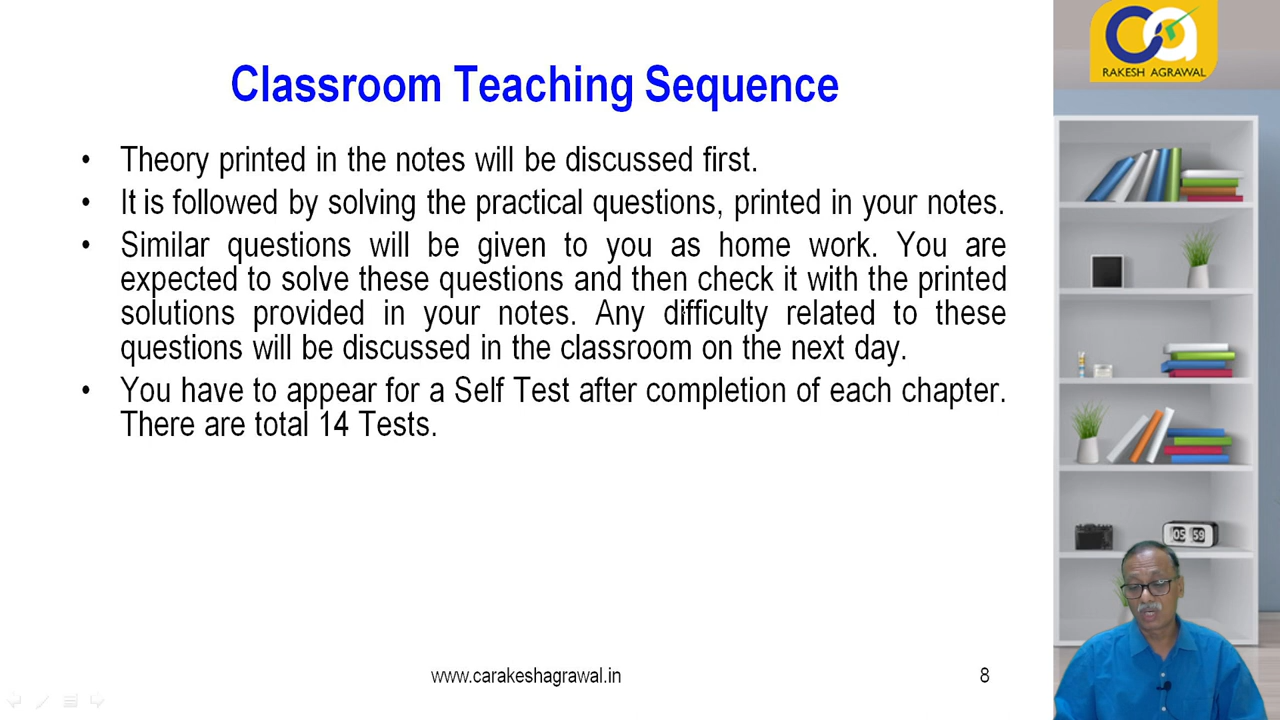 Classroom Teaching Sequence
• Theory printed in the notes will be discussed first.
• It is followed by solving the practical questions, printed in your notes.
• Similar questions will be given to you as home work. You are
expected to solve these questions and then check it with the printed
solutions provided in your notes. Any difficulty related to these
questions will be discussed in the classroom on the next day.
• You have to appear for a Self Test after completion of each chapter.
There are total 14 Tests.
www.carakeshagrawal.in
8
ca
RAKESH AGRAWAL
05 59